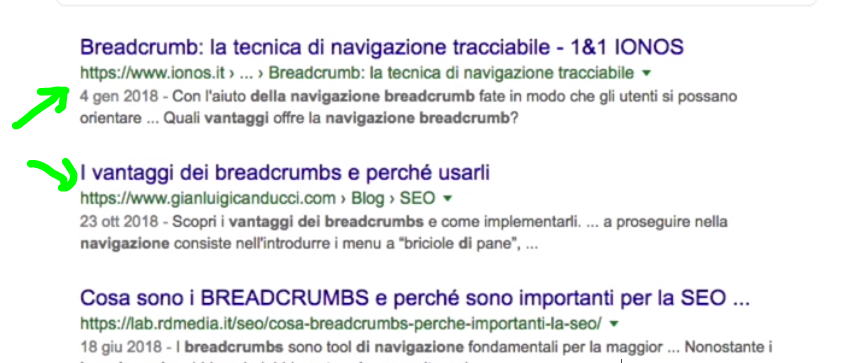 Breadcrumb: la tecnica di navigazione tracciabile - 1&1 IONOS
https://www.ionos.it › ... › Breadcrumb: la tecnica di navigazione tracciabile
4 gen 2018 - Con l'aiuto della navigazione breadcrumb fate in modo che gli utenti si possano
orientare ... Quali vantaggi offre la navigazione breadcrumb?
I vantaggi dei breadcrumbs e perché usarli
https://www.gianluigicanducci.com › Blog › SEO
23 ott 2018 - Scopri i vantaggi dei breadcrumbs e come implementarli. ... a proseguire nella
navigazione consiste nell'introdurre i menu a "briciole di pane", ...
Cosa sono i BREADCRUMBS e perché sono importanti per la SEO ...
https://lab.rdmedia.it/seo/cosa-breadcrumbs-perche-importanti-la-seo/
18 giu 2018 - I breadcrumbs sono tool di navigazione fondamentali per la maggior ... Nonostante i